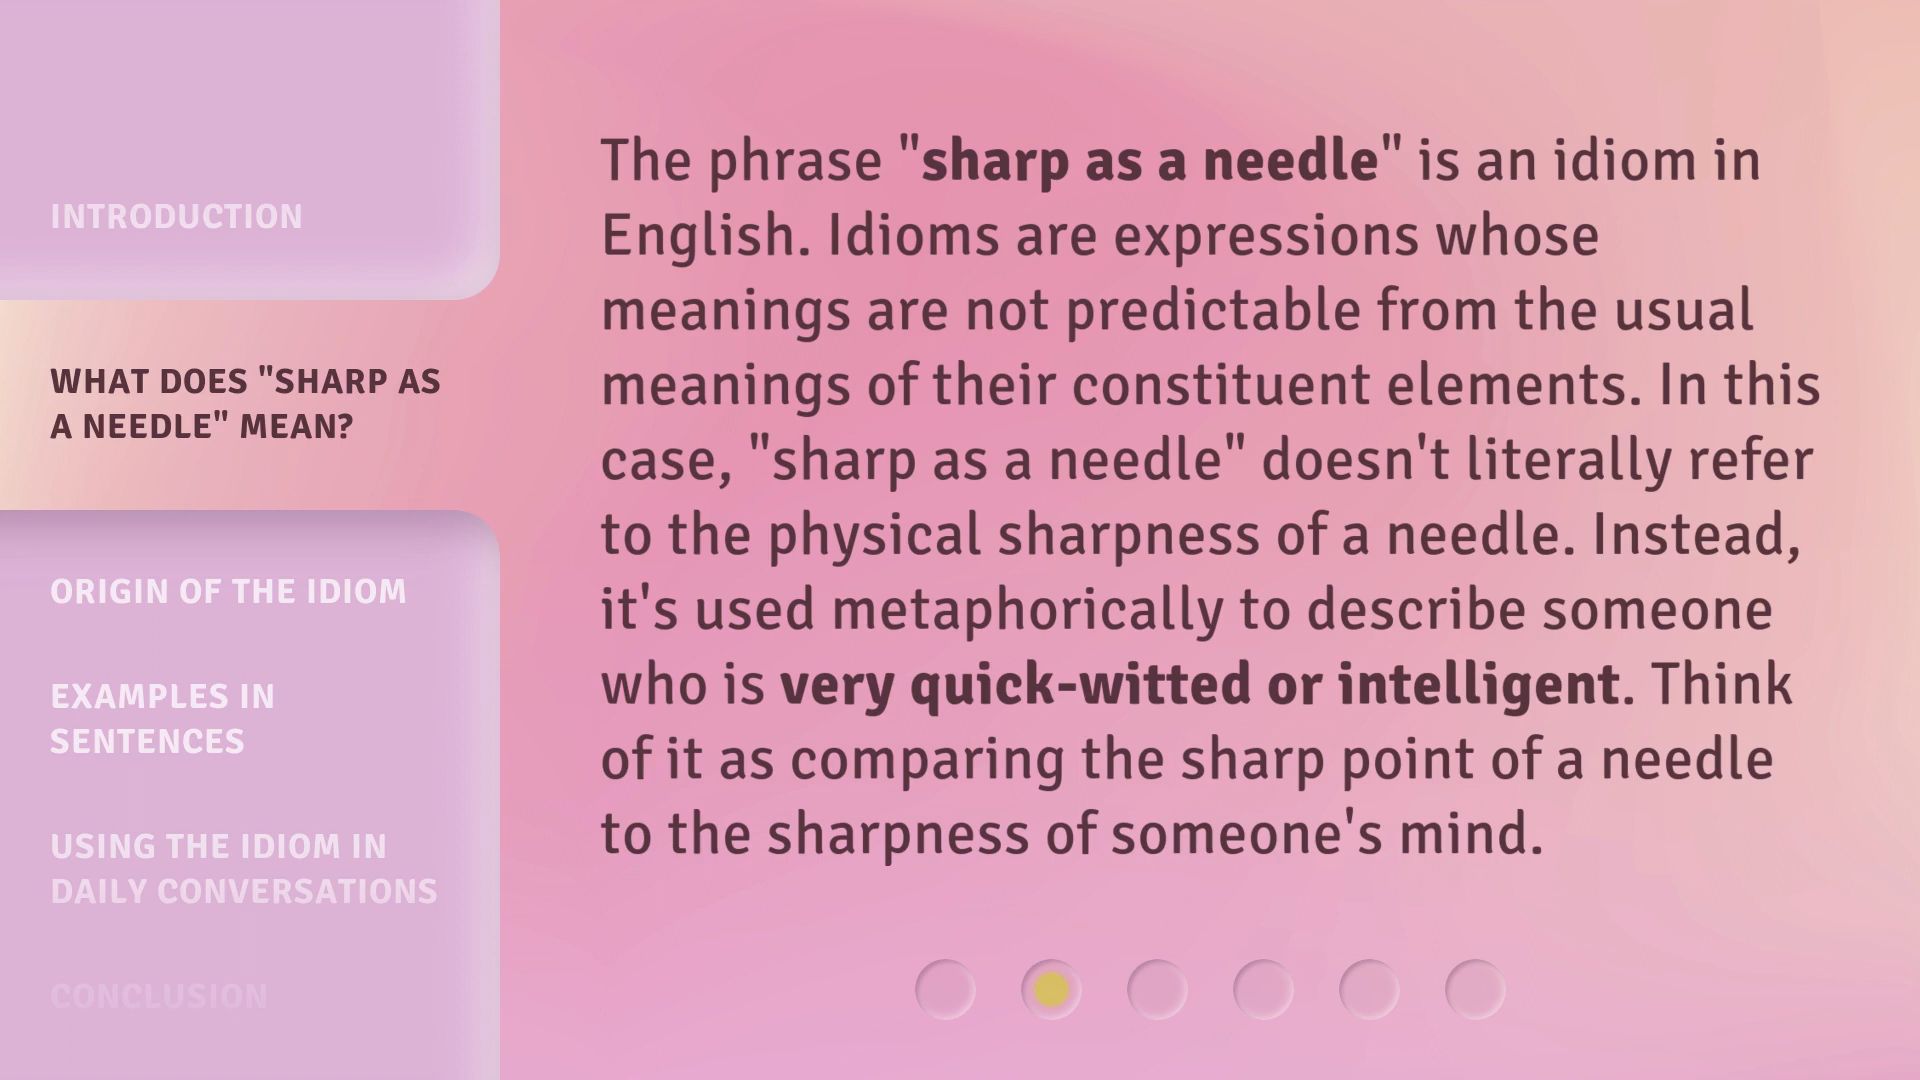 INTRODUCTION
WHAT DOES "SHARP AS
A NEEDLE" MEAN?
ORIGIN OF THE IDIOM
EXAMPLES IN
SENTENCES
USING THE IDIOM IN
DAILY CONVERSATIONS
CONCLUSION
The phrase "sharp as a needle" is an idiom in
English. Idioms are expressions whose
meanings are not predictable from the usual
meanings of their constituent elements. In this
case, "sharp as a needle" doesn't literally refer
to the physical sharpness of a needle. Instead,
it's used metaphorically to describe someone
who is very quick-witted or intelligent. Think
of it as comparing the sharp point of a needle
to the sharpness of someone's mind.